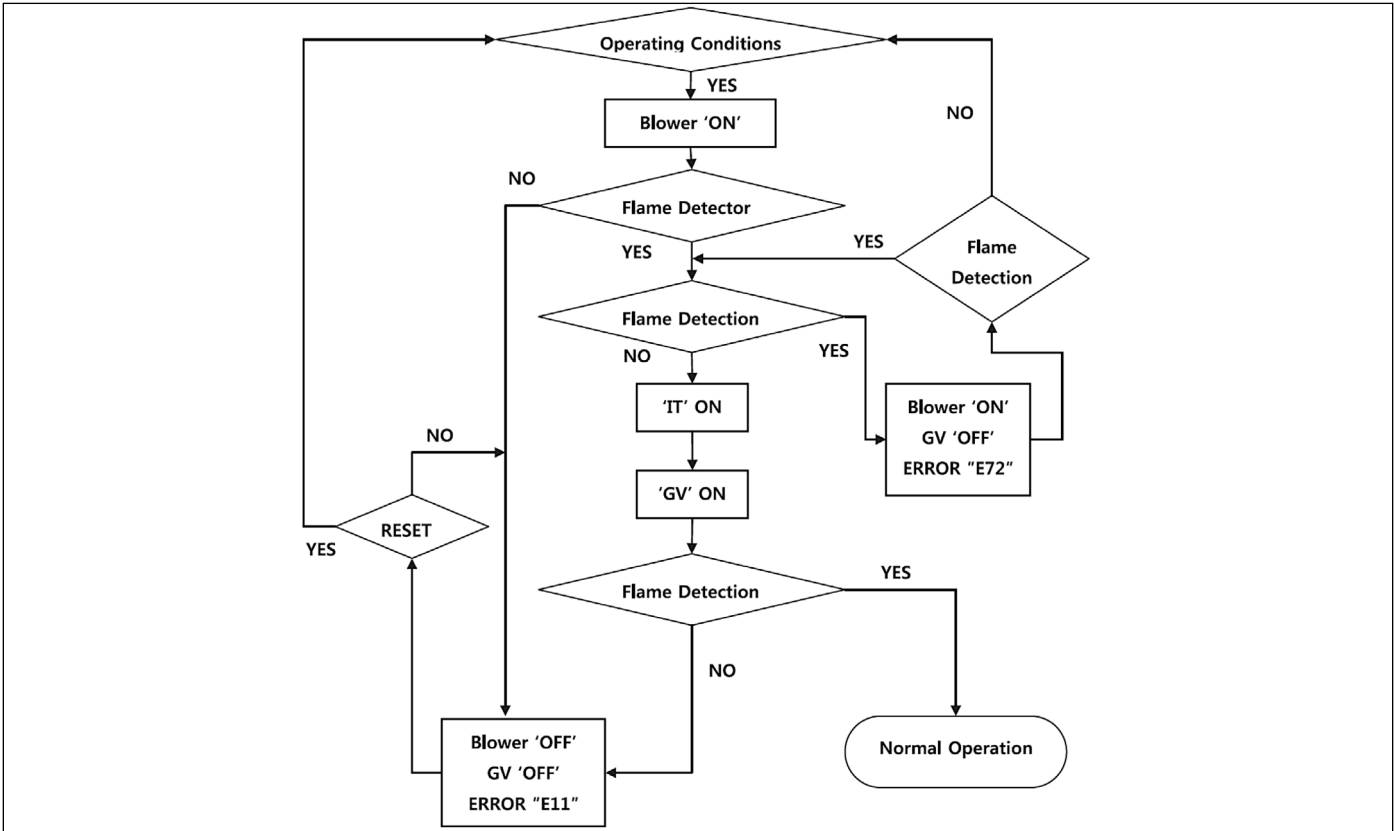 Operating Conditions
YES
NO
Blower ‘ON’
NO
Flame Detector
YES
YES
Flame
Detection
Flame Detection
YES
NO
‘IT’ ON
Blower ‘ON’
GV ‘OFF’
ERROR "E72"
NO
‘GV’ ON
RESET
YES
YES
Flame Detection
NO
Blower ‘OFF’
GV ‘OFF’
ERROR "E11"
Normal Operation